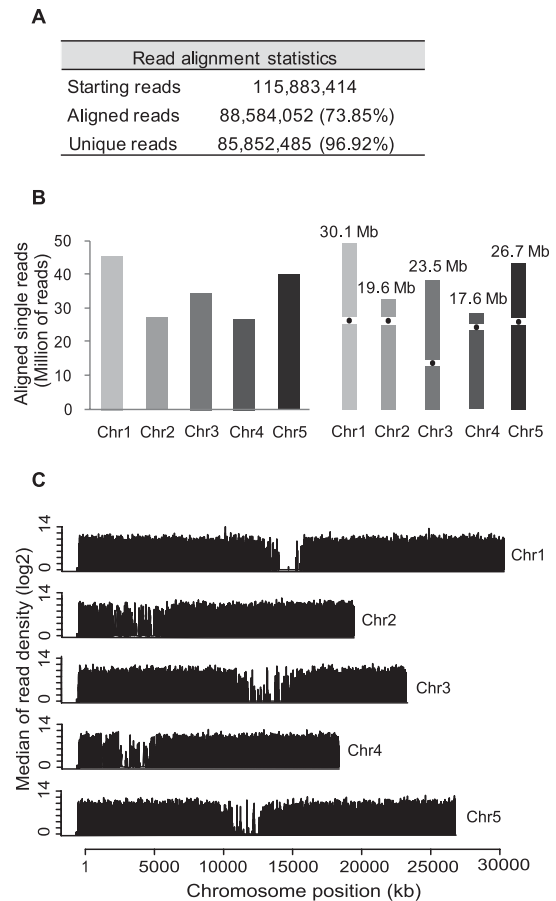 A
Read alignment statistics
Starting reads 115,883,414
Aligned reads 88,584,052 (73.85%)
Unique reads 85,852,485 (96.92%)
B
Aligned single reads
(Million of reads)
50
40
30
20
10
0
Chr1 Chr2 Chr3 Chr4 Chr5
30.1 Mb
19.6 Mb
23.5 Mb
17.6 Mb
26.7 Mb
Chr1 Chr2 Chr3 Chr4 Chr5
C
Median of read density (log2)
14
0
Chr1
14
0
Chr2
14
0
Chr3
14
0
Chr4
14
0
Chr5
1 5000 10000 15000 20000 25000 30000
Chromosome position (kb)